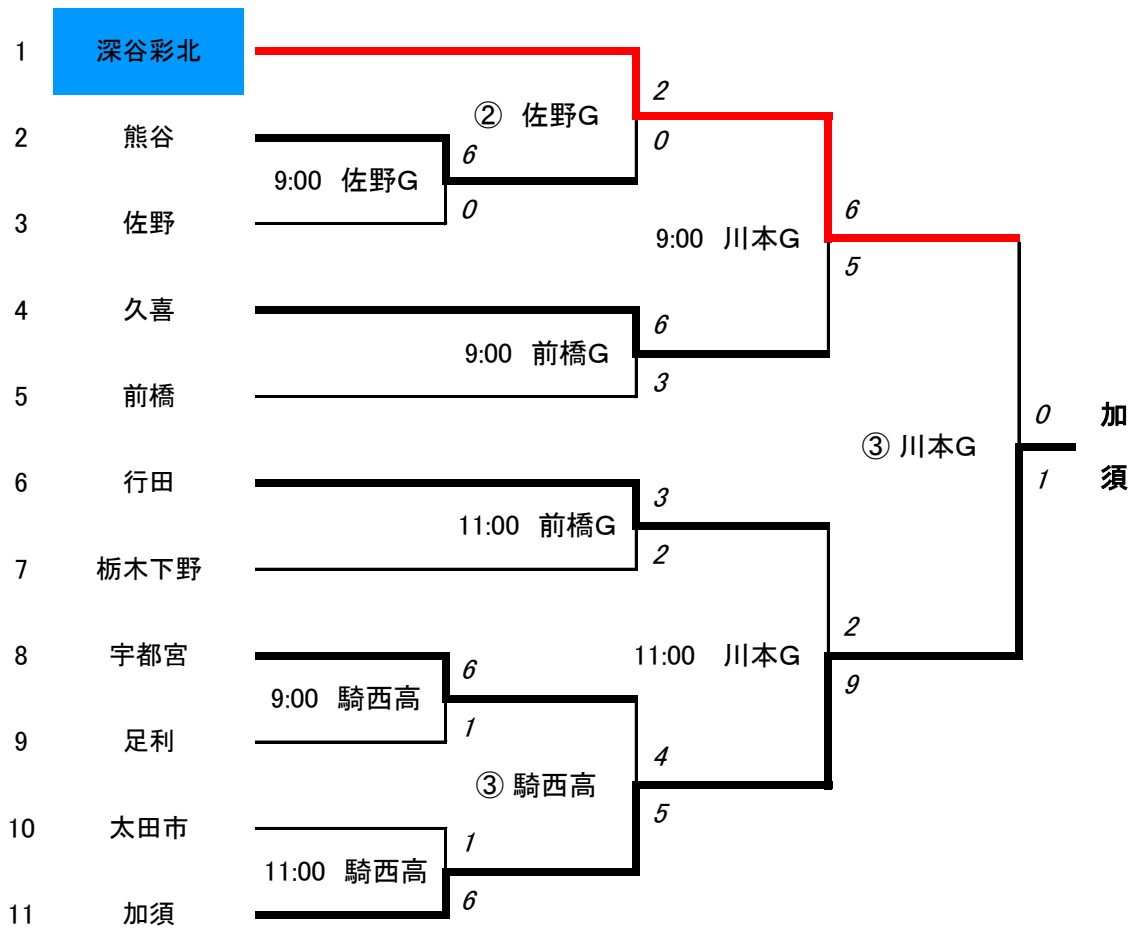 1 深谷彩北
2
② 佐野G
2 熊谷
0
6
9:00 佐野G
0
3 佐野
6
9:00 川本G
5
4 久喜
6
9:00 前橋G
3
5 前橋
0 加
③ 川本G
1 須
6 行田
3
11:00 前橋G
2
7 栃木下野
2
8 宇都宮
11:00 川本G
6
9
9:00 騎西高
1
9 足利
4
③ 騎西高
5
10 太田市
1
11:00 騎西高
6
11 加須